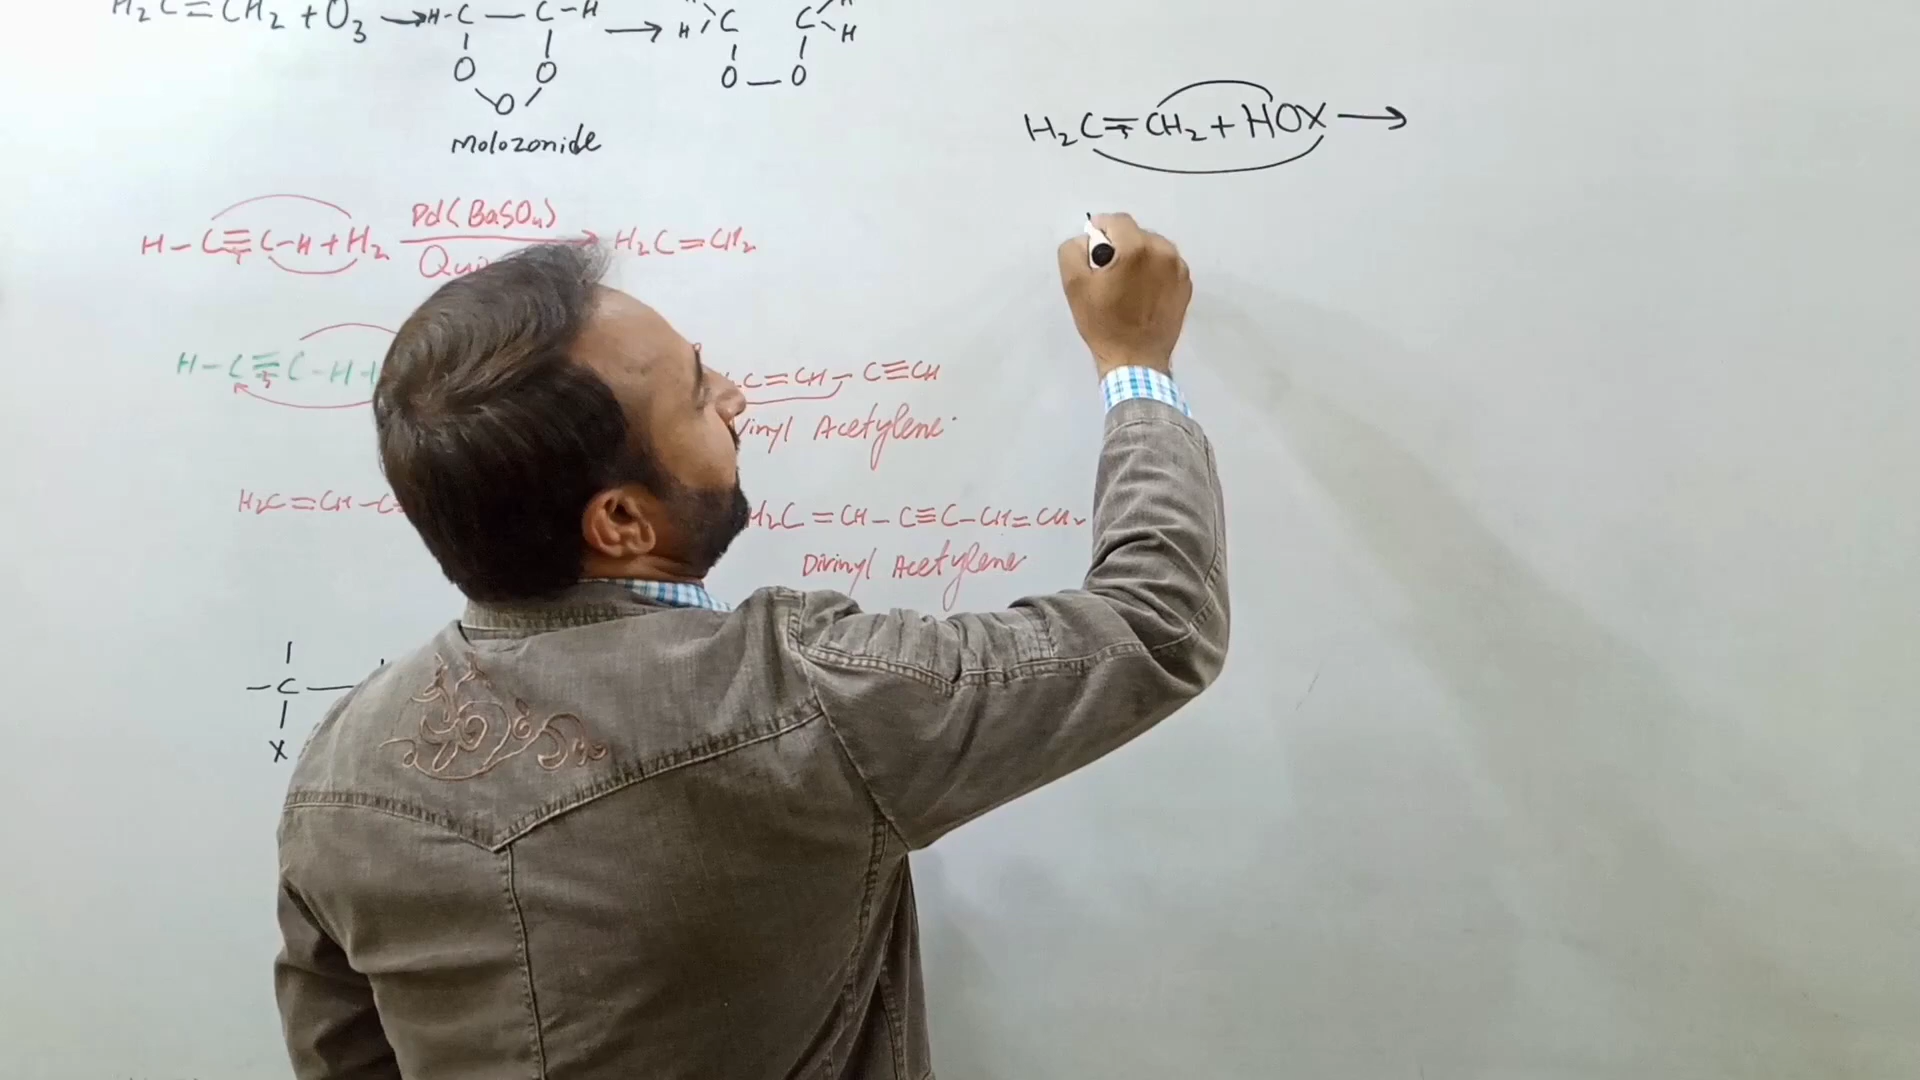 H₂C=CH₂ + O₃ → H-C — C-H → H C C H
O O O — O
O
Molozonide
H₂C=CH₂ + HOX →
H-C≡C-H + H₂ Pd(BaSO₄) → H₂C=CH₂
H-C≡C-H+ C=CH-C≡CH
Vinyl Acetylene.
H₂C=CH-C H₂C=CH-C≡C-CH=CH₂
Divinyl Acetylene
-C-
X